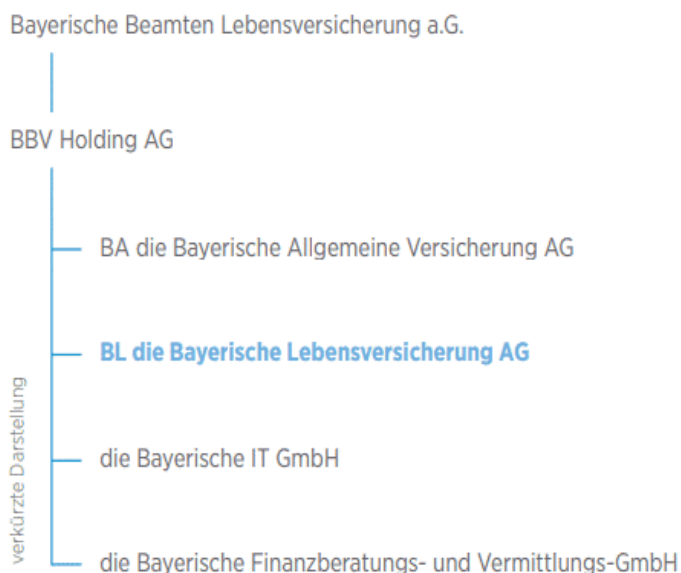 Bayerische Beamten Lebensversicherung a.G.
BBV Holding AG
BA die Bayerische Allgemeine Versicherung AG
BL die Bayerische Lebensversicherung AG
die Bayerische IT GmbH
die Bayerische Finanzberatungs- und Vermittlungs-GmbH
verkürzte Darstellung